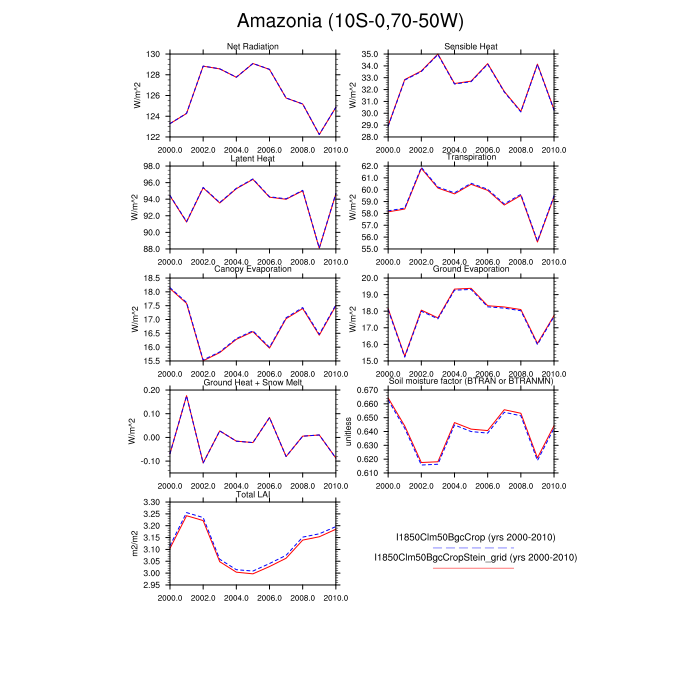 Amazonia (10S-0,70-50W)
Net Radiation
W/m^2
130
128
126
124
122
2000.0 2002.0 2004.0 2006.0 2008.0 2010.0
Sensible Heat
W/m^2
35.0
34.0
33.0
32.0
31.0
30.0
29.0
28.0
2000.0 2002.0 2004.0 2006.0 2008.0 2010.0
Latent Heat
W/m^2
98.0
96.0
94.0
92.0
90.0
88.0
2000.0 2002.0 2004.0 2006.0 2008.0 2010.0
Transpiration
W/m^2
62.0
61.0
60.0
59.0
58.0
57.0
56.0
55.0
2000.0 2002.0 2004.0 2006.0 2008.0 2010.0
Canopy Evaporation
W/m^2
18.5
18.0
17.5
17.0
16.5
16.0
15.5
2000.0 2002.0 2004.0 2006.0 2008.0 2010.0
Ground Evaporation
W/m^2
20.0
19.0
18.0
17.0
16.0
15.0
2000.0 2002.0 2004.0 2006.0 2008.0 2010.0
Ground Heat + Snow Melt
W/m^2
0.20
0.10
0.00
-0.10
2000.0 2002.0 2004.0 2006.0 2008.0 2010.0
Soil moisture factor (BTRAN or BTRANMN)
unitless
0.670
0.660
0.650
0.640
0.630
0.620
0.610
2000.0 2002.0 2004.0 2006.0 2008.0 2010.0
Total LAI
m2/m2
3.30
3.25
3.20
3.15
3.10
3.05
3.00
2.95
2000.0 2002.0 2004.0 2006.0 2008.0 2010.0
I1850Clm50BgcCrop (yrs 2000-2010)
I1850Clm50BgcCropStein_grid (yrs 2000-2010)